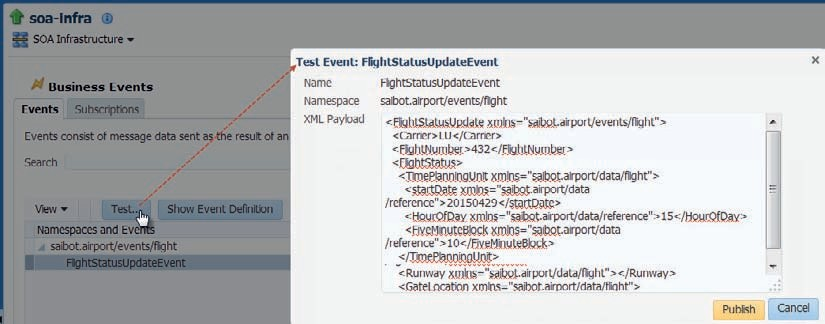 soa-infra
SOA Infrastructure
Business Events
Events Subscriptions
Events consist of message data sent as the result of an
Search
View Test... Show Event Definition
Namespaces and Events
saibot.airport/events/flight
FlightStatusUpdateEvent
Test Event: FlightStatusUpdateEvent
Name FlightStatusUpdateEvent
Namespace saibot.airport/events/flight
XML Payload
<FlightStatusUpdate xmlns="saibot.airport/events/flight">
<Carrier>LU</Carrier>
<FlightNumber>432</FlightNumber>
<FlightStatus>
<TimePlanningUnit xmlns="saibot.airport/data/flight">
<startDate xmlns="saibot.airport/data
/reference">20150429</startDate>
<HourOfDay xmlns="saibot.airport/data/reference">15</HourOfDay>
<FiveMinuteBlock xmlns="saibot.airport/data
/reference">10</FiveMinuteBlock>
</TimePlanningUnit>
<Runway xmlns="saibot.airport/data/flight"></Runway>
<GateLocation xmlns="saibot.airport/data/flight">
Publish Cancel